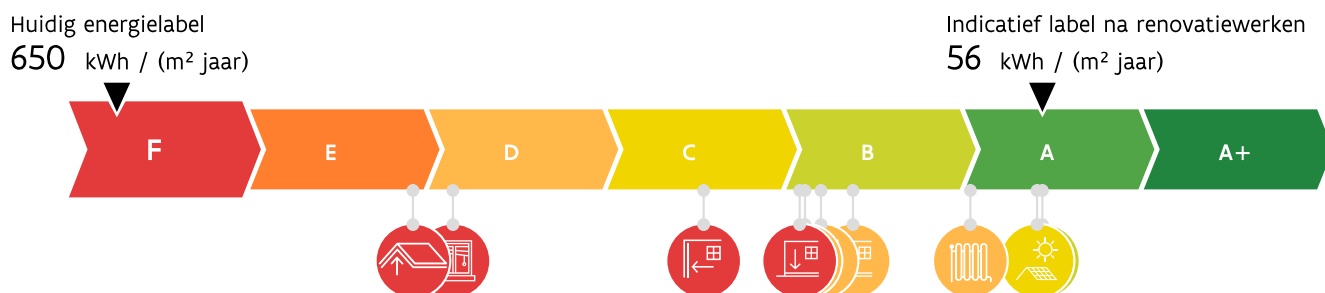 Huidig energielabel
650 kWh / (m² jaar)
Indicatief label na renovatiewerken
56 kWh / (m² jaar)
F E D C B A A+